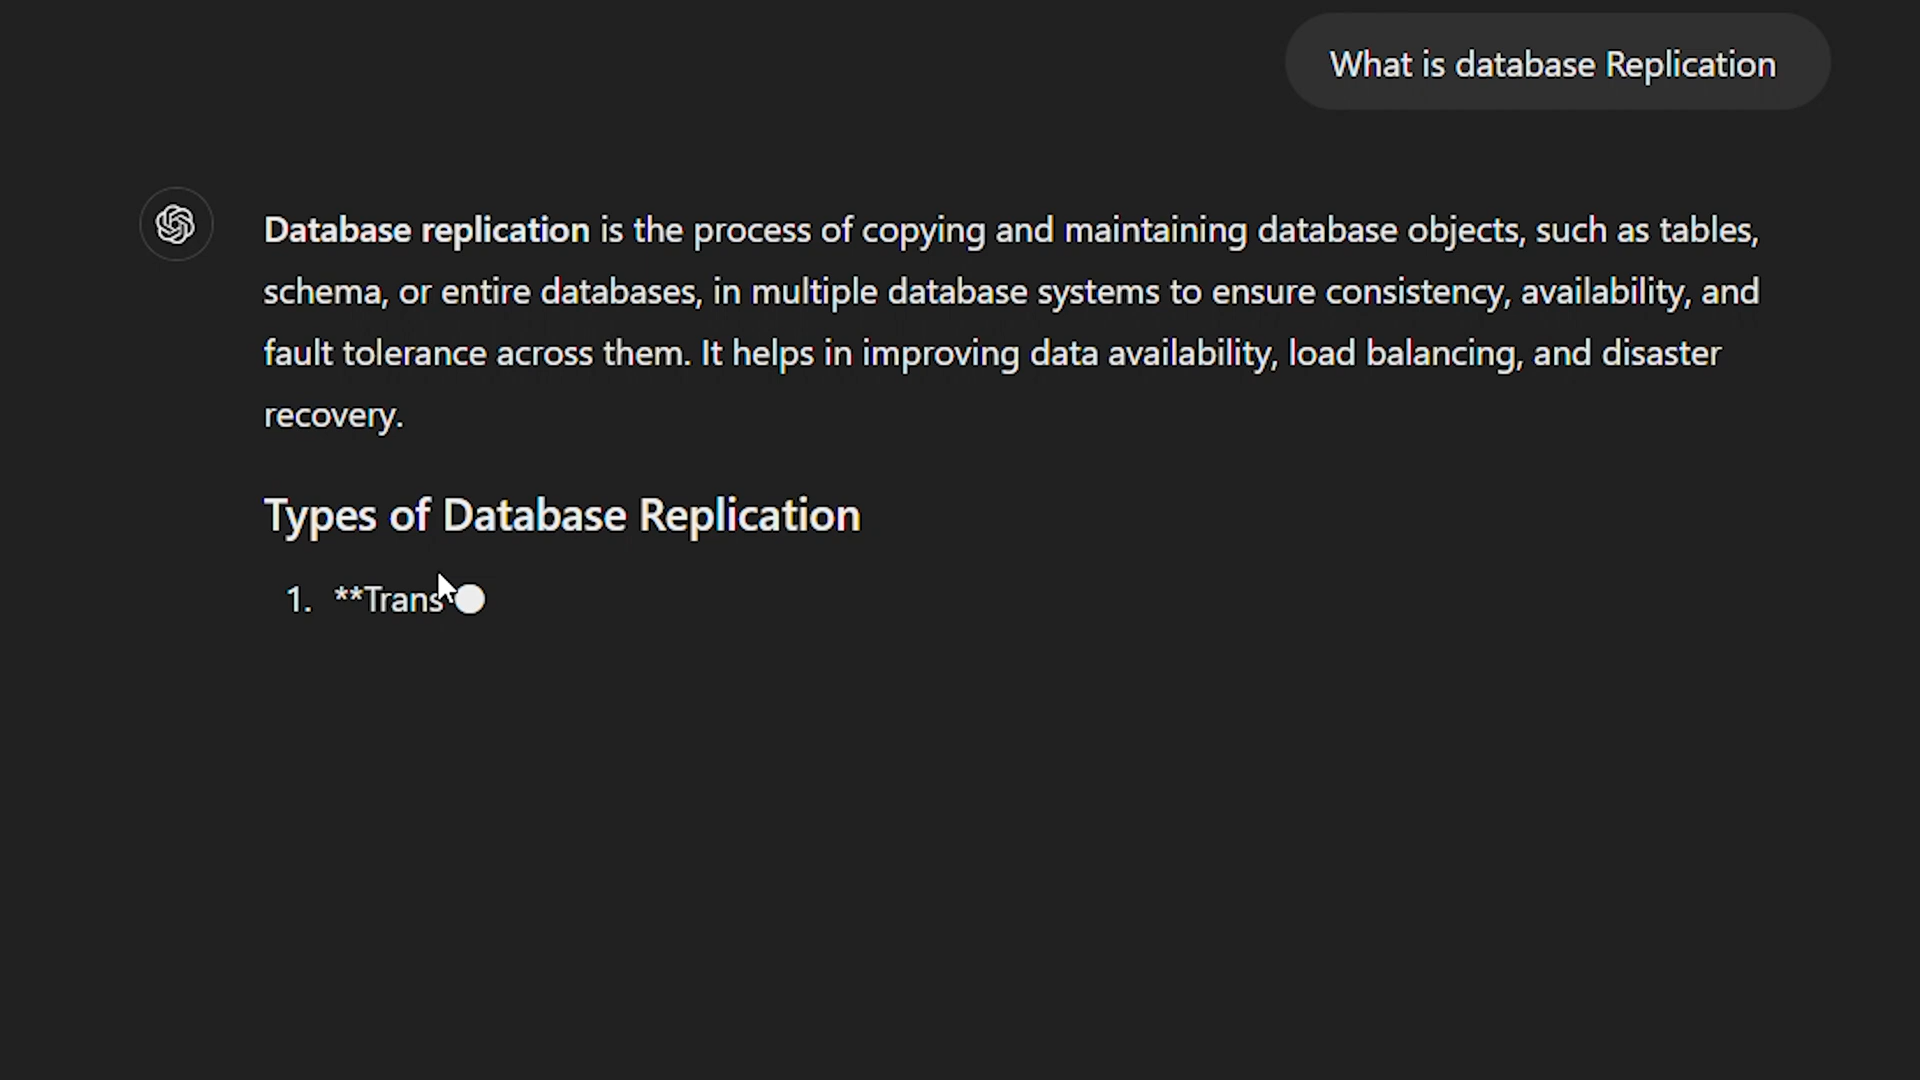 What is database Replication
Database replication is the process of copying and maintaining database objects, such as tables,
schema, or entire databases, in multiple database systems to ensure consistency, availability, and
fault tolerance across them. It helps in improving data availability, load balancing, and disaster
recovery.
Types of Database Replication
1. **Trans